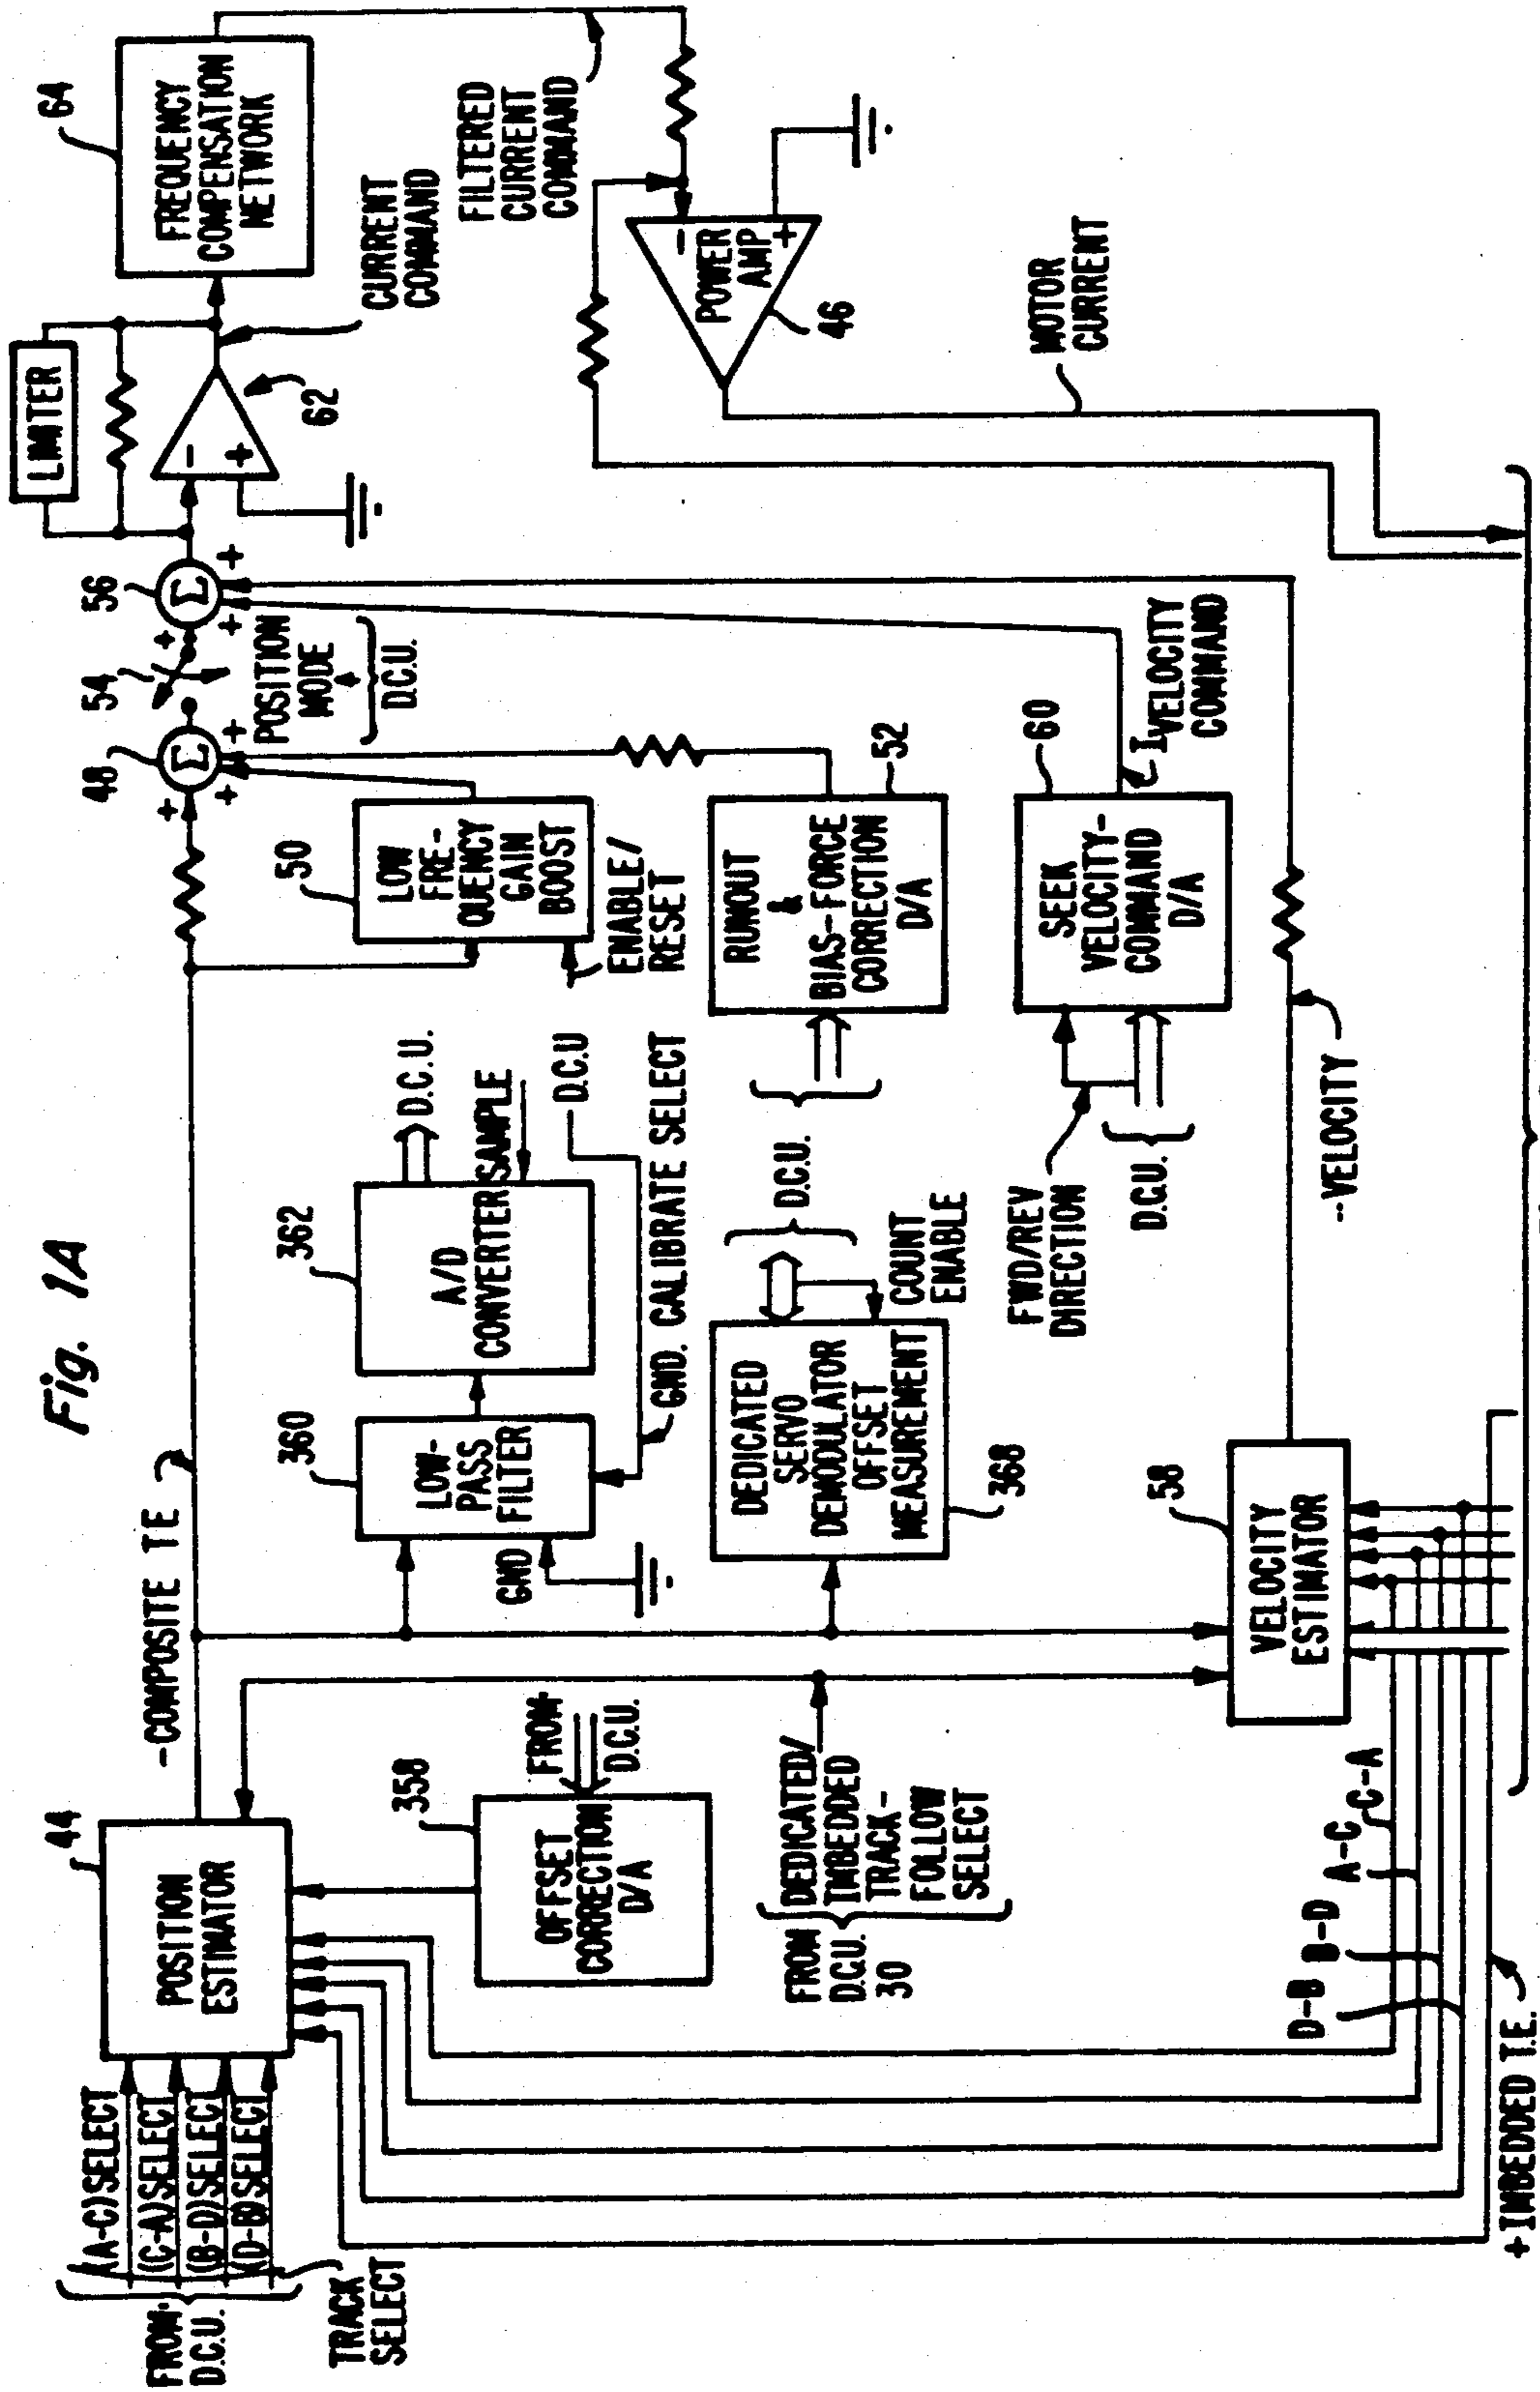 Fig. 1A
FROM
D.C.U.
(A-C)SELECT
(C-A)SELECT
(B-D)SELECT
(D-B)SELECT
TRACK
SELECT
44
POSITION
ESTIMATOR
-COMPOSITE T.E.
358
OFFSET
CORRECTION
D/A
FROM
D.C.U.
FROM
D.C.U.
30
DEDICATED/
IMBEDDED
TRACK-
FOLLOW
SELECT
360
LOW-
PASS
FILTER
GND
362
A/D
CONVERTER
D.C.U.
SAMPLE
D.C.U
GND. CALIBRATE SELECT
DEDICATED
SERVO
DEMODULATOR
OFFSET
MEASUREMENT
368
COUNT
ENABLE
D.C.U.
50
LOW
FRE-
QUENCY
GAIN
BOOST
ENABLE/
RESET
RUNOUT
&
BIAS-FORCE
CORRECTION
D/A
52
FWD/REV
DIRECTION
D.C.U.
60
SEEK
VELOCITY-
COMMAND
D/A
I VELOCITY
COMMAND
58
VELOCITY
ESTIMATOR
--VELOCITY
D-B
B-D
A-C
C-A
+IMBEDDED T.E.
48
Σ
+
+
+
54
POSITION
MODE
D.C.U.
56
Σ
+
+
+
LIMITER
-
+
62
CURRENT
COMMAND
64
FREQUENCY
COMPENSATION
NETWORK
FILTERED
CURRENT
COMMAND
-
POWER
AMP
+
46
MOTOR
CURRENT